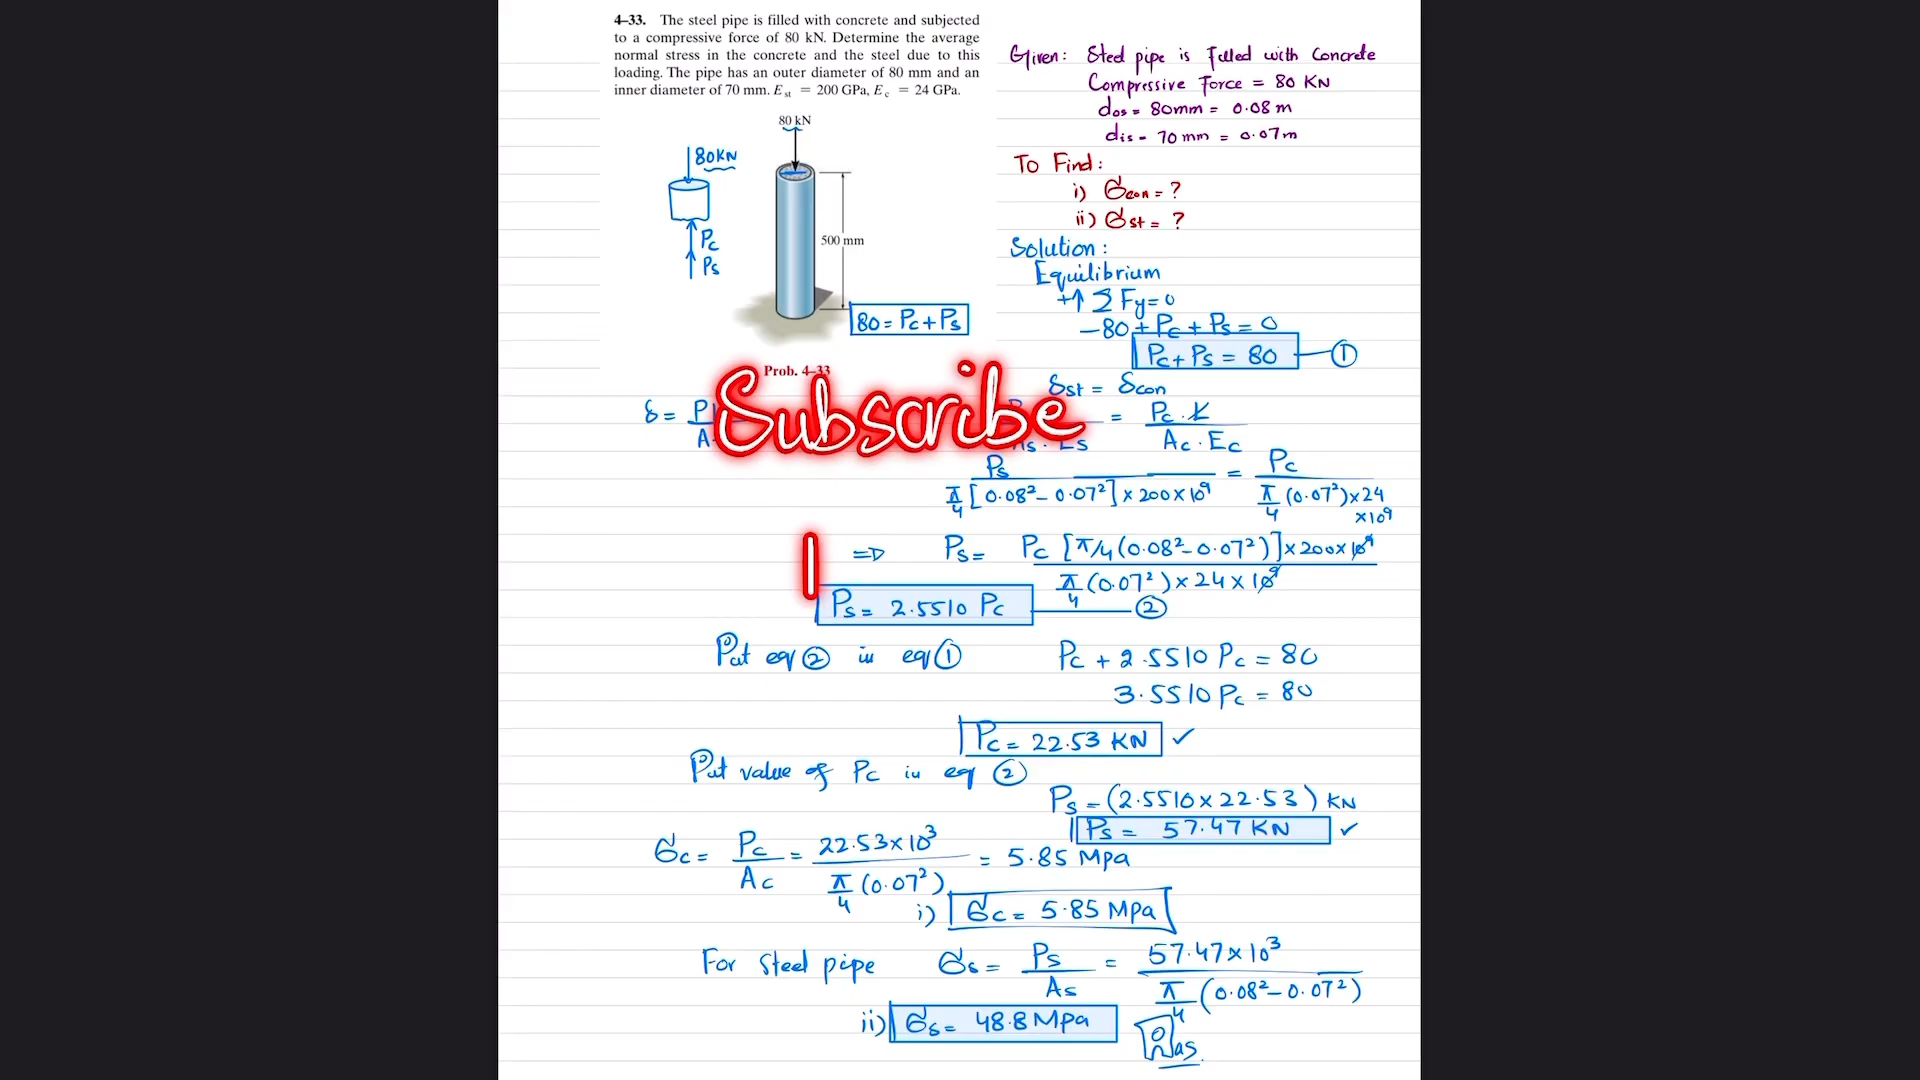 4–33. The steel pipe is filled with concrete and subjected
to a compressive force of 80 kN. Determine the average
normal stress in the concrete and the steel due to this
loading. The pipe has an outer diameter of 80 mm and an
inner diameter of 70 mm. E st = 200 GPa, E c = 24 GPa.
80 kN
80KN
Pc
Ps
500 mm
80 = Pc + Ps
Prob. 4–33
Given: Steel pipe is filled with Concrete
Compressive Force = 80 KN
dos = 80mm = 0.08 m
dis = 70 mm = 0.07m
To Find:
i) σcon = ?
ii) σst = ?
Solution:
Equilibrium
+↑ Σ Fy = 0
−80 + Pc + Ps = 0
Pc + Ps = 80 — ①
δst = δcon
δ = P
A
Subscribe
As · Es = Pc · L / Ac · Ec
Ps / π/4 [0.08² − 0.07²] × 200 × 10⁹ = Pc / π/4 (0.07²) × 24 × 10⁹
⇒ Ps = Pc [π/4 (0.08² − 0.07²)] × 200 × 10⁹ / π/4 (0.07²) × 24 × 10⁹
Ps = 2.5510 Pc — ②
Put eq ② in eq ①
Pc + 2.5510 Pc = 80
3.5510 Pc = 80
Pc = 22.53 KN ✓
Put value of Pc in eq ②
Ps = (2.5510 × 22.53) KN
Ps = 57.47 KN ✓
σc = Pc / Ac = 22.53 × 10³ / π/4 (0.07²) = 5.85 Mpa
i) σc = 5.85 Mpa
For Steel pipe σs = Ps / As = 57.47 × 10³ / π/4 (0.08² − 0.07²)
ii) σs = 48.8 Mpa